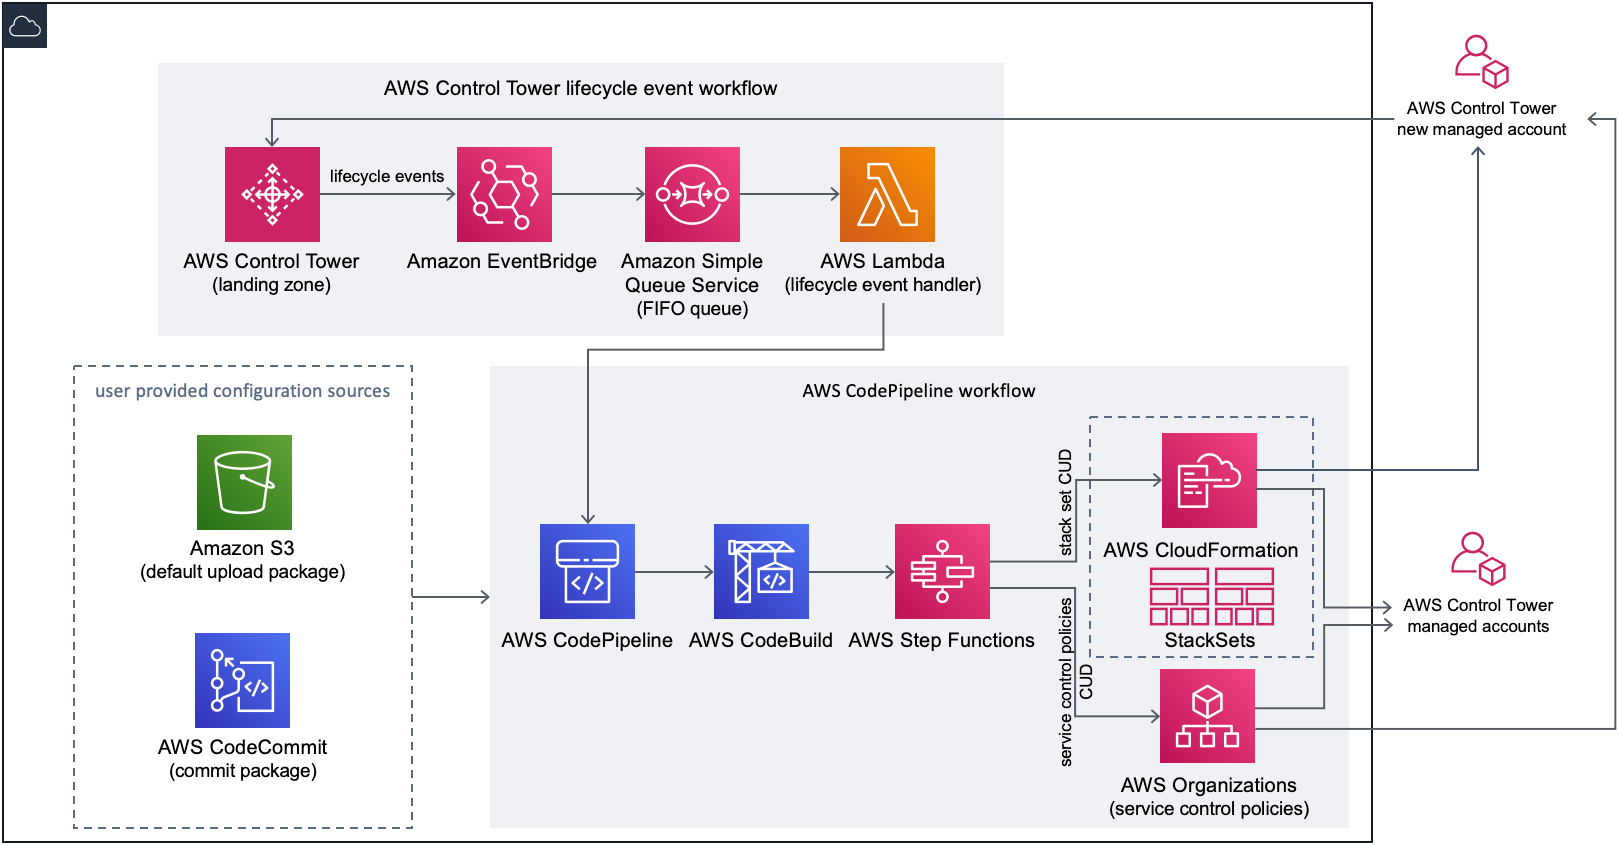 AWS Control Tower lifecycle event workflow
AWS Control Tower
new managed account
lifecycle events
AWS Control Tower
(landing zone)
Amazon EventBridge
Amazon Simple
Queue Service
(FIFO queue)
AWS Lambda
(lifecycle event handler)
user provided configuration sources
Amazon S3
(default upload package)
AWS CodeCommit
(commit package)
AWS CodePipeline workflow
AWS CodePipeline
AWS CodeBuild
AWS Step Functions
stack set CUD
service control policies
CUD
AWS CloudFormation
StackSets
AWS Organizations
(service control policies)
AWS Control Tower
managed accounts